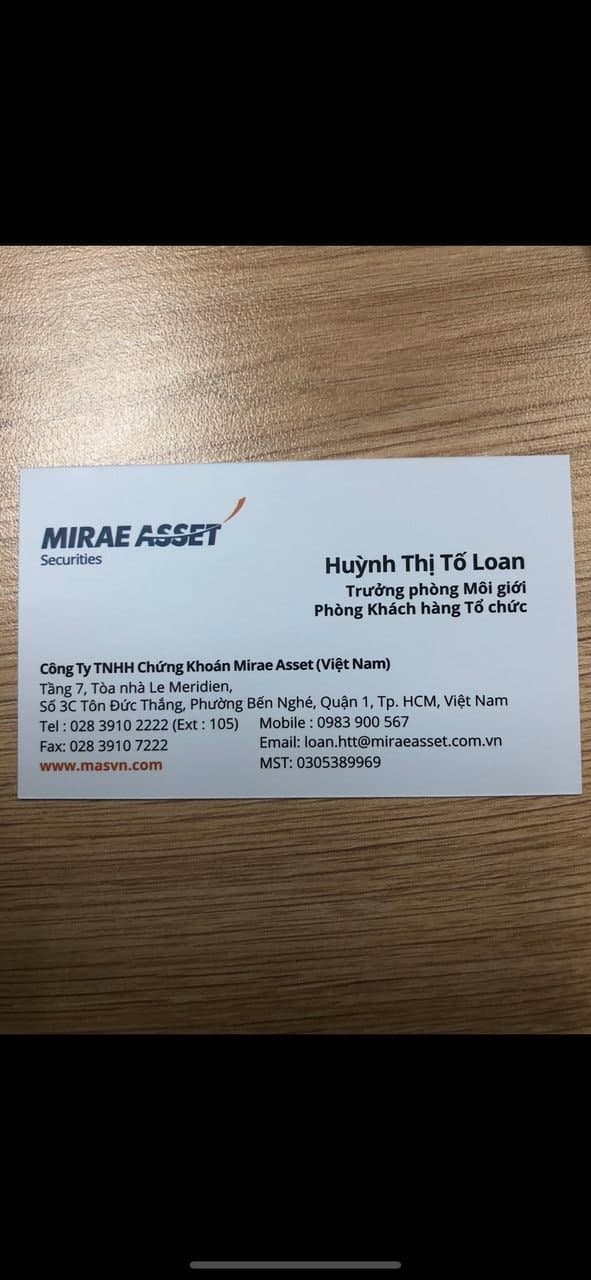 MIRAE ASSET
Securities
Huỳnh Thị Tố Loan
Trưởng phòng Môi giới
Phòng Khách hàng Tổ chức
Công Ty TNHH Chứng Khoán Mirae Asset (Việt Nam)
Tầng 7, Tòa nhà Le Meridien,
Số 3C Tôn Đức Thắng, Phường Bến Nghé, Quận 1, Tp. HCM, Việt Nam
Tel : 028 3910 2222 (Ext : 105) Mobile : 0983 900 567
Fax: 028 3910 7222 Email: loan.htt@miraeasset.com.vn
www.masvn.com MST: 0305389969